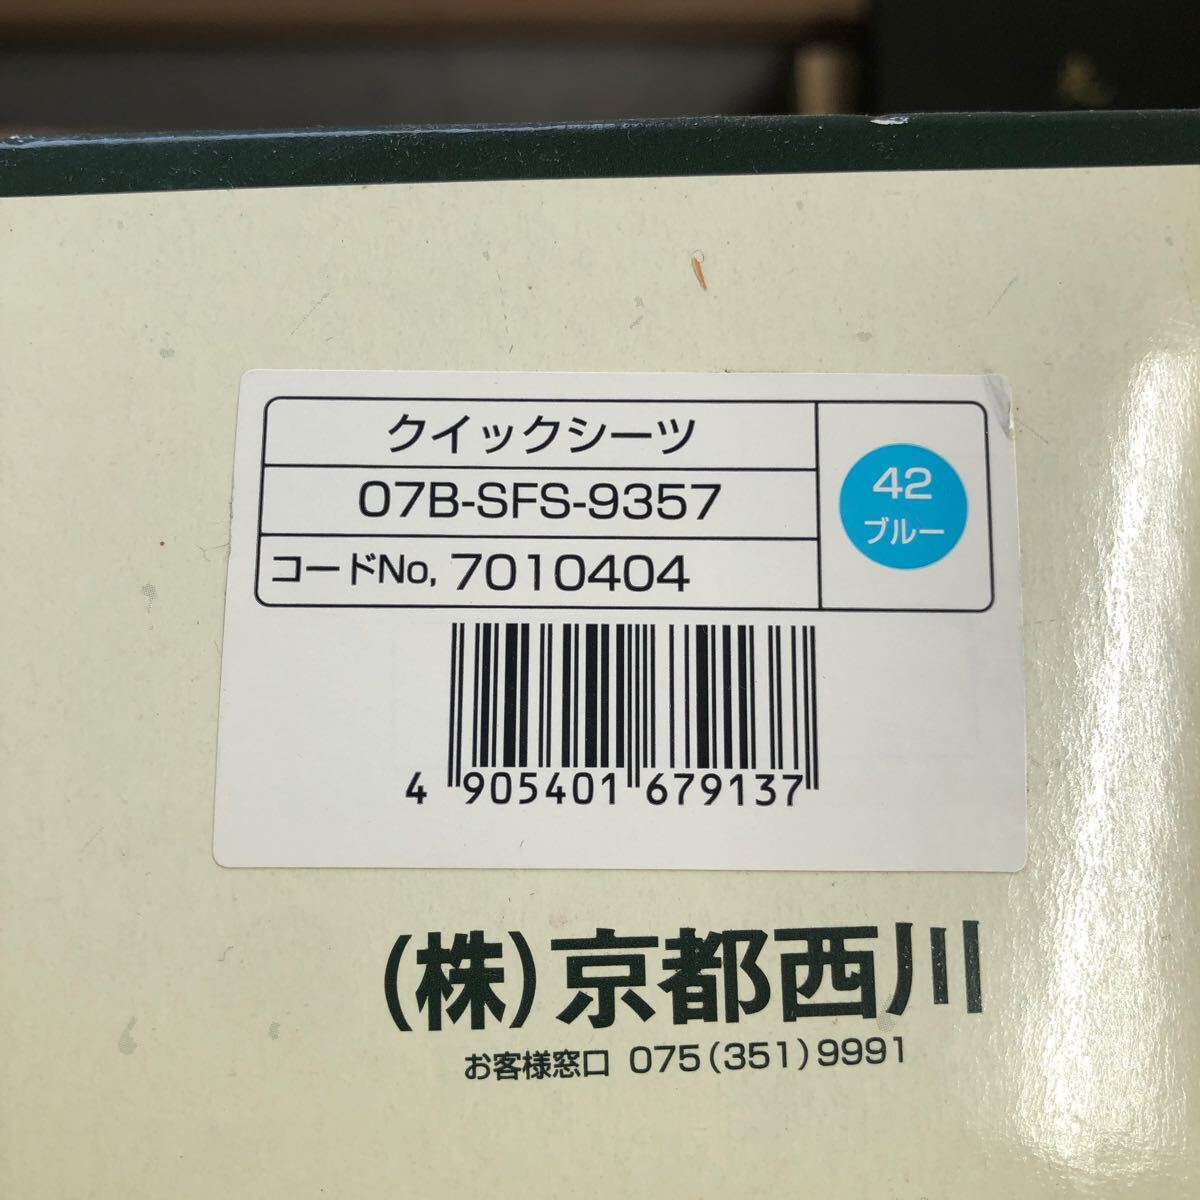 クイックシーツ
07B-SFS-9357
コードNo, 7010404
42
ブルー
4 905401 679137
(株)京都西川
お客様窓口 075(351)9991